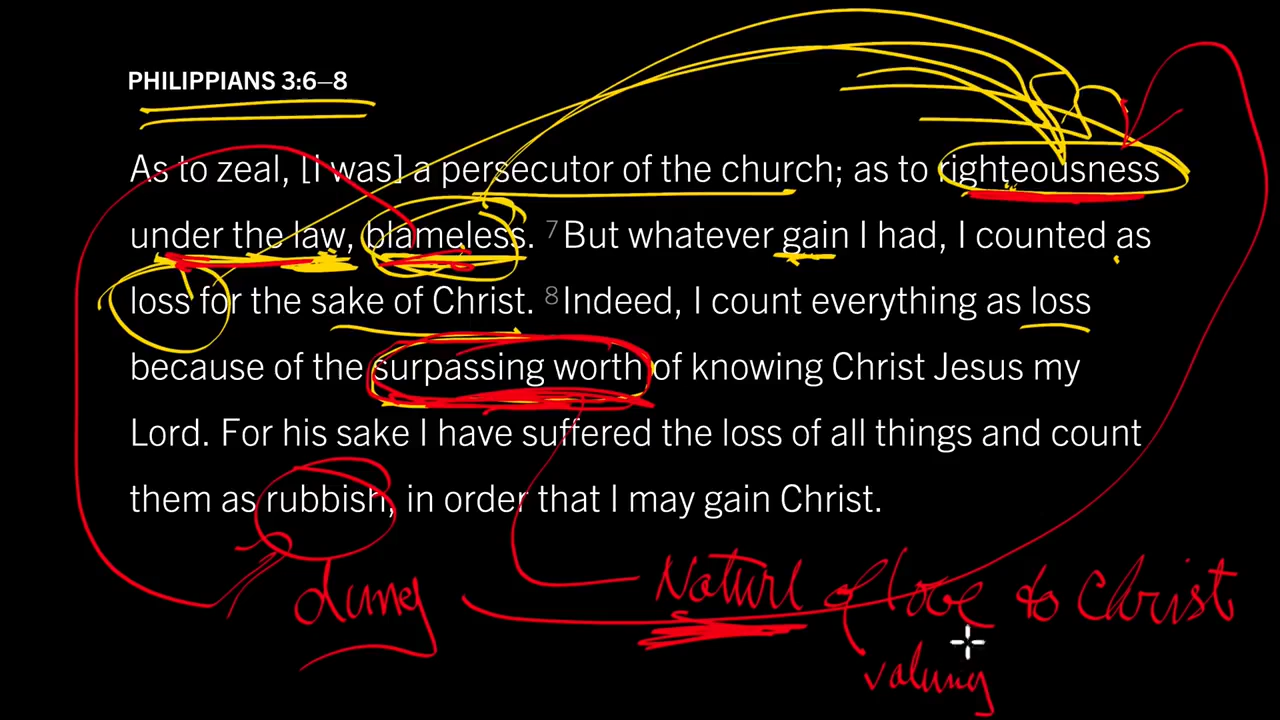 PHILIPPIANS 3:6–8
As to zeal, [I was] a persecutor of the church; as to righteousness
under the law, blameless. 7 But whatever gain I had, I counted as
loss for the sake of Christ. 8 Indeed, I count everything as loss
because of the surpassing worth of knowing Christ Jesus my
Lord. For his sake I have suffered the loss of all things and count
them as rubbish, in order that I may gain Christ.
Dung
Nature of love to Christ
valuing